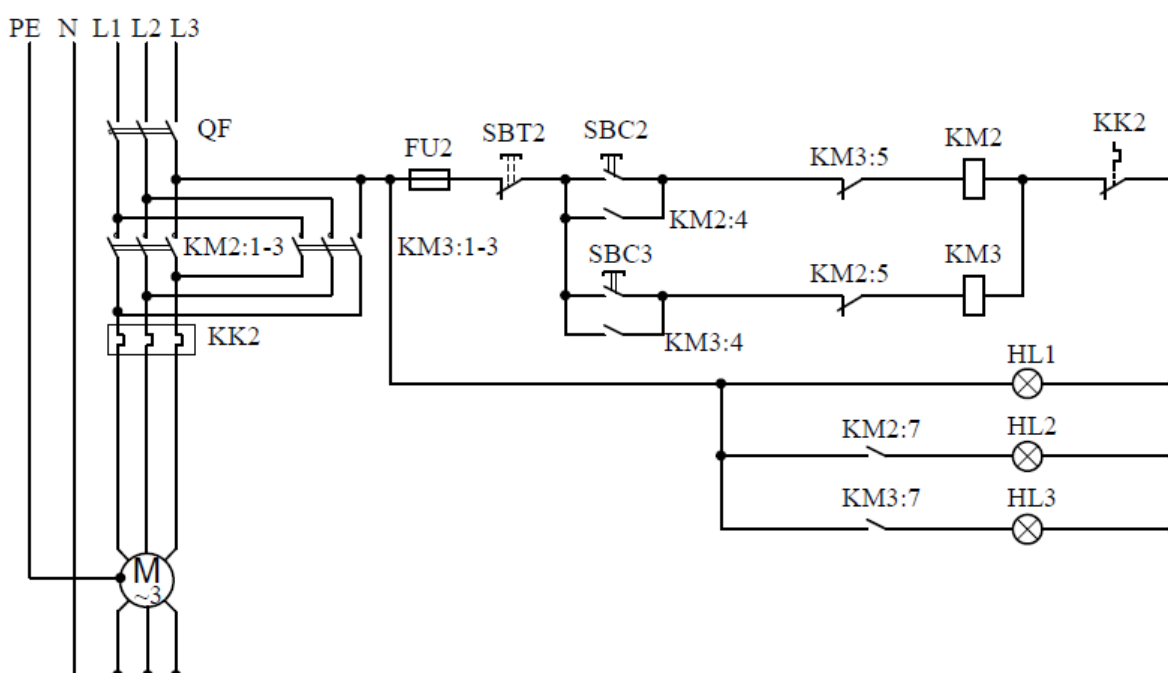 PE N L1 L2 L3
QF
FU2
SBT2
SBC2
KM3:5
KM2
KK2
KM2:4
KM2:1-3
KM3:1-3
SBC3
KM2:5
KM3
KM3:4
KK2
HL1
KM2:7
HL2
KM3:7
HL3
M
~3